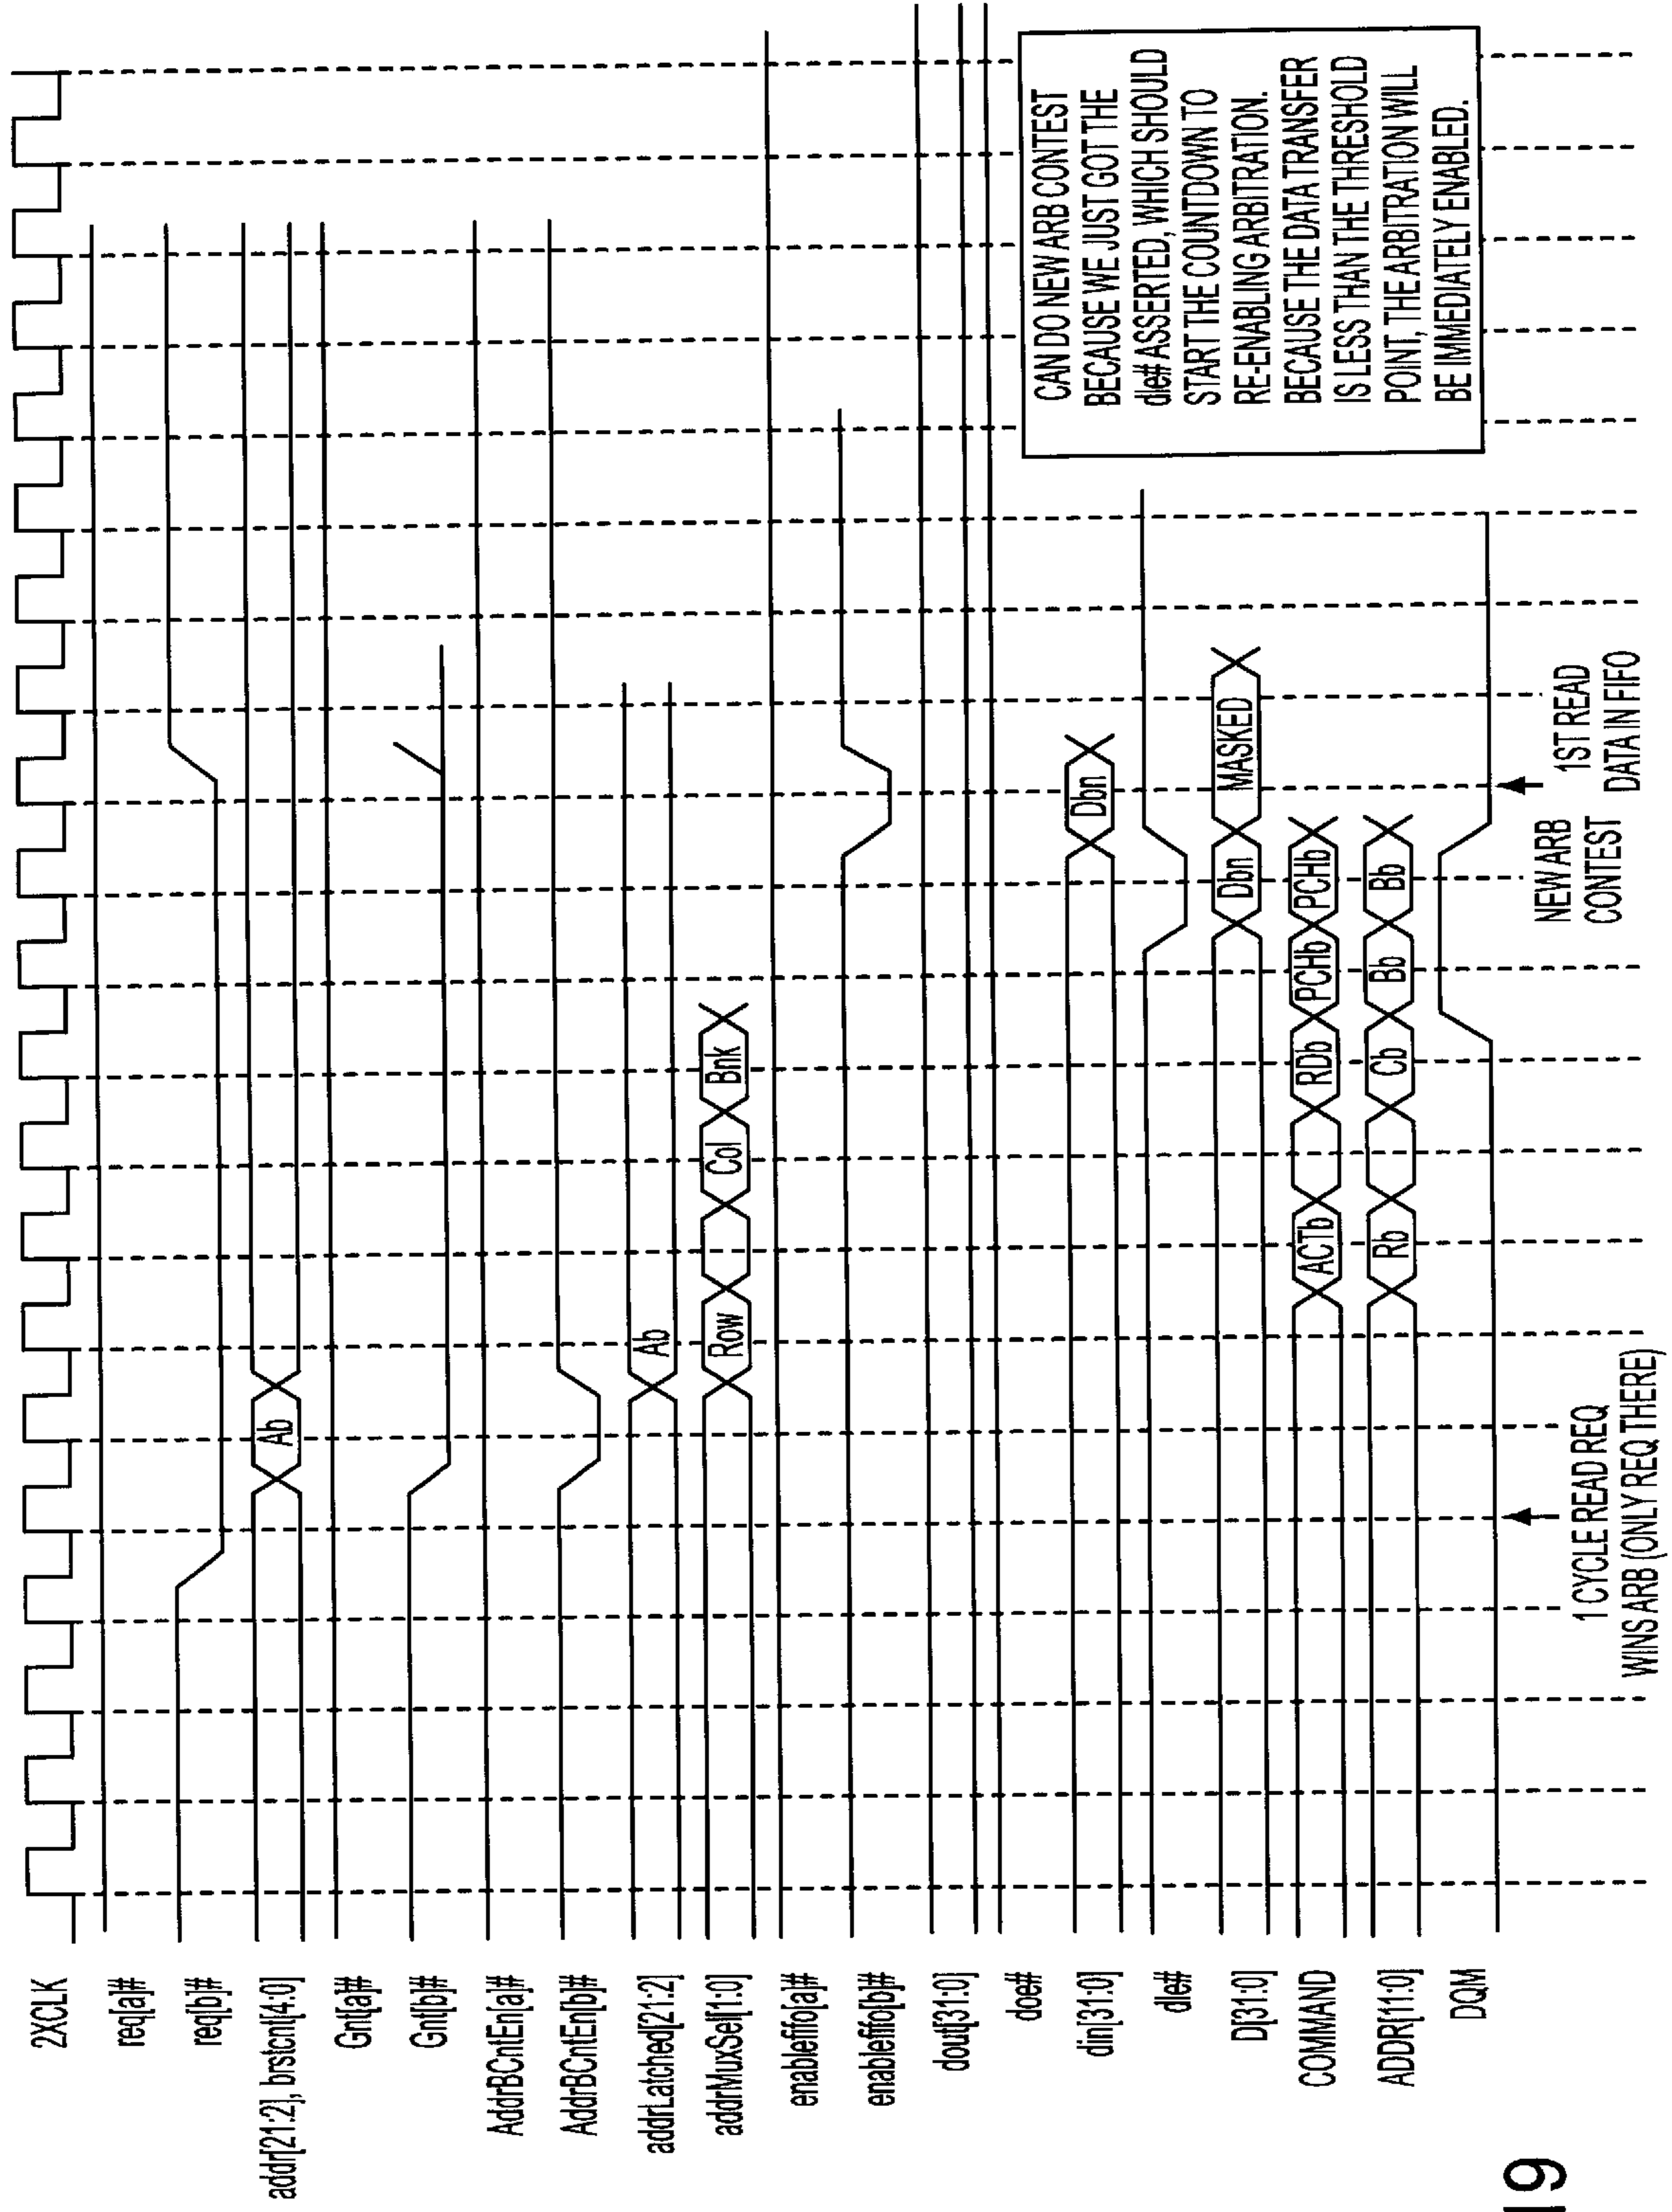 2XCLK
req[a]#
req[b]#
addr[21:2], brstcnt[4:0]
Ab
Gnt[a]#
Gnt[b]#
AddrBCntEn[a]#
AddrBCntEn[b]#
addrLatched[21:2]
Ab
addrMuxSel[1:0]
Row Col Bnk
enablefifo[a]#
enablefifo[b]#
dout[31:0]
doe#
din[31:0]
Dbn
dle#
D[31:0]
Dbn MASKED
COMMAND
ACTb RDb PCHb PCHb
ADDR[11:0]
Rb Cb Bb Bb
DQM
1 CYCLE READ REQ
WINS ARB (ONLY REQ THERE)
NEW ARB
CONTEST
1ST READ
DATA IN FIFO
CAN DO NEW ARB CONTEST
BECAUSE WE JUST GOT THE
dle# ASSERTED, WHICH SHOULD
START THE COUNTDOWN TO
RE-ENABLING ARBITRATION.
BECAUSE THE DATA TRANSFER
IS LESS THAN THE THRESHOLD
POINT, THE ARBITRATION WILL
BE IMMEDIATELY ENABLED.